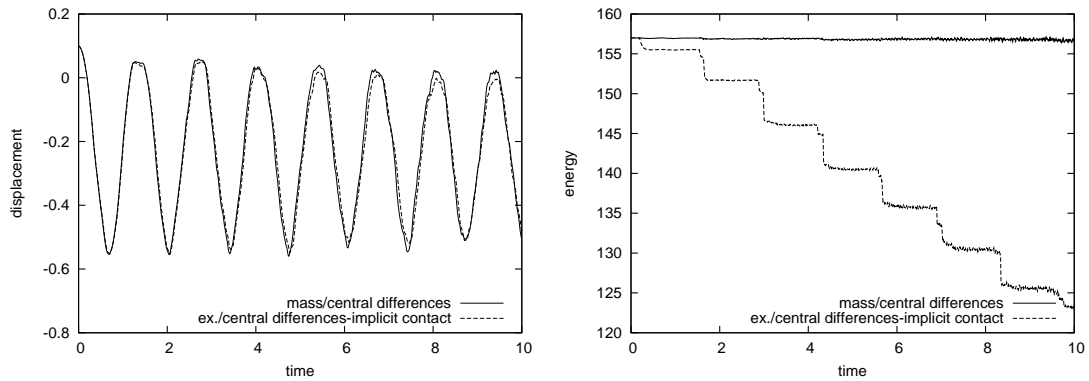 0.2
0
-0.2
-0.4
-0.6
-0.8
displacement
0 2 4 6 8 10
time
mass/central differences
ex./central differences-implicit contact
160
155
150
145
140
135
130
125
120
energy
0 2 4 6 8 10
time
mass/central differences
ex./central differences-implicit contact